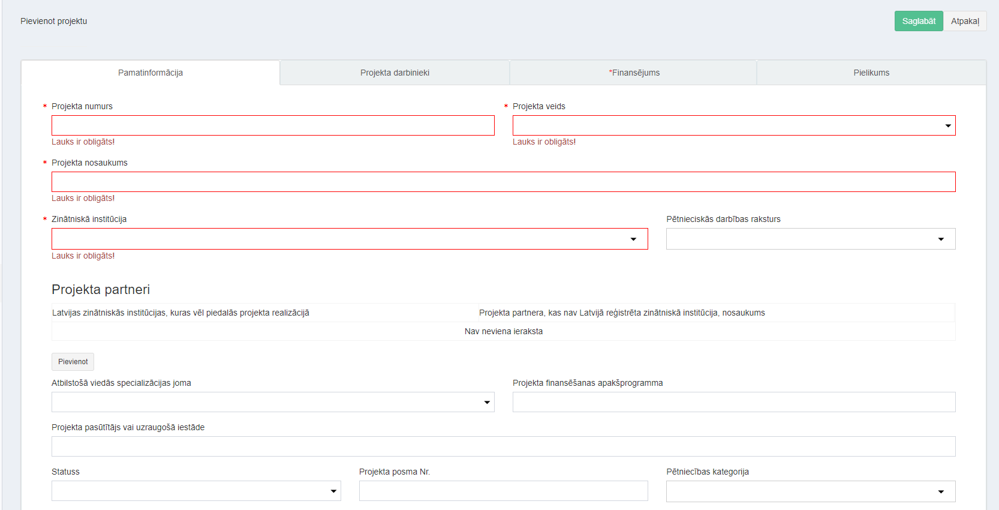 Pievienot projektu
Saglabāt
Atpakaļ
Pamatinformācija
Projekta darbinieki
*Finansējums
Pielikums
* Projekta numurs
* Projekta veids
Lauks ir obligāts!
Lauks ir obligāts!
* Projekta nosaukums
Lauks ir obligāts!
* Zinātniskā institūcija
Pētnieciskās darbības raksturs
Lauks ir obligāts!
Projekta partneri
Latvijas zinātniskās institūcijas, kuras vēl piedalās projekta realizācijā
Projekta partnera, kas nav Latvijā reģistrēta zinātniskā institūcija, nosaukums
Nav neviena ieraksta
Pievienot
Atbilstošā viedās specializācijas joma
Projekta finansēšanas apakšprogramma
Projekta pasūtītājs vai uzraugošā iestāde
Statuss
Projekta posma Nr.
Pētniecības kategorija